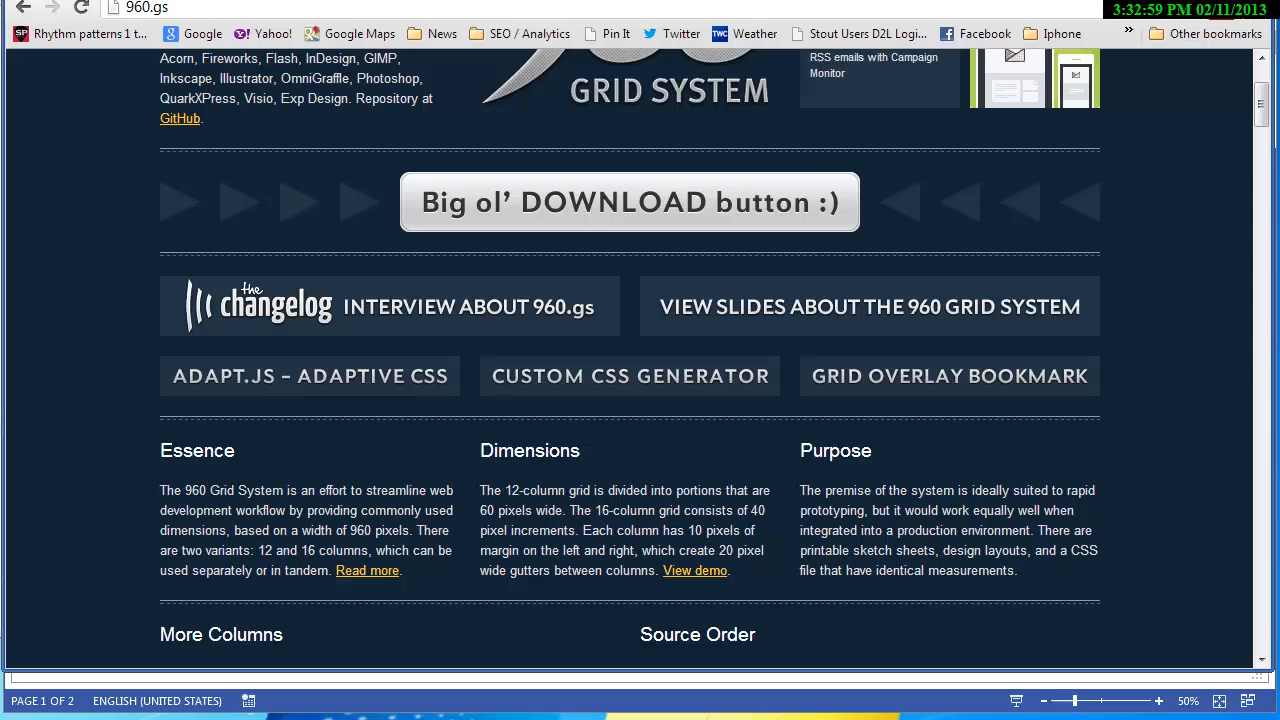 960.gs
3:32:59 PM 02/11/2013
Rhythm patterns 1 t... Google Yahoo! Google Maps News SEO / Analytics Pin It Twitter Weather Stout Users D2L Logi... Facebook Iphone » Other bookmarks
Acorn, Fireworks, Flash, InDesign, GIMP,
Inkscape, Illustrator, OmniGraffle, Photoshop,
QuarkXPress, Visio, Exp Design. Repository at
GitHub.
GRID SYSTEM
RSS emails with Campaign
Monitor
Big ol’ DOWNLOAD button :)
the changelog INTERVIEW ABOUT 960.gs
VIEW SLIDES ABOUT THE 960 GRID SYSTEM
ADAPT.JS – ADAPTIVE CSS
CUSTOM CSS GENERATOR
GRID OVERLAY BOOKMARK
Essence
The 960 Grid System is an effort to streamline web
development workflow by providing commonly used
dimensions, based on a width of 960 pixels. There
are two variants: 12 and 16 columns, which can be
used separately or in tandem. Read more.
Dimensions
The 12-column grid is divided into portions that are
60 pixels wide. The 16-column grid consists of 40
pixel increments. Each column has 10 pixels of
margin on the left and right, which create 20 pixel
wide gutters between columns. View demo.
Purpose
The premise of the system is ideally suited to rapid
prototyping, but it would work equally well when
integrated into a production environment. There are
printable sketch sheets, design layouts, and a CSS
file that have identical measurements.
More Columns
Source Order
PAGE 1 OF 2 ENGLISH (UNITED STATES) 50%